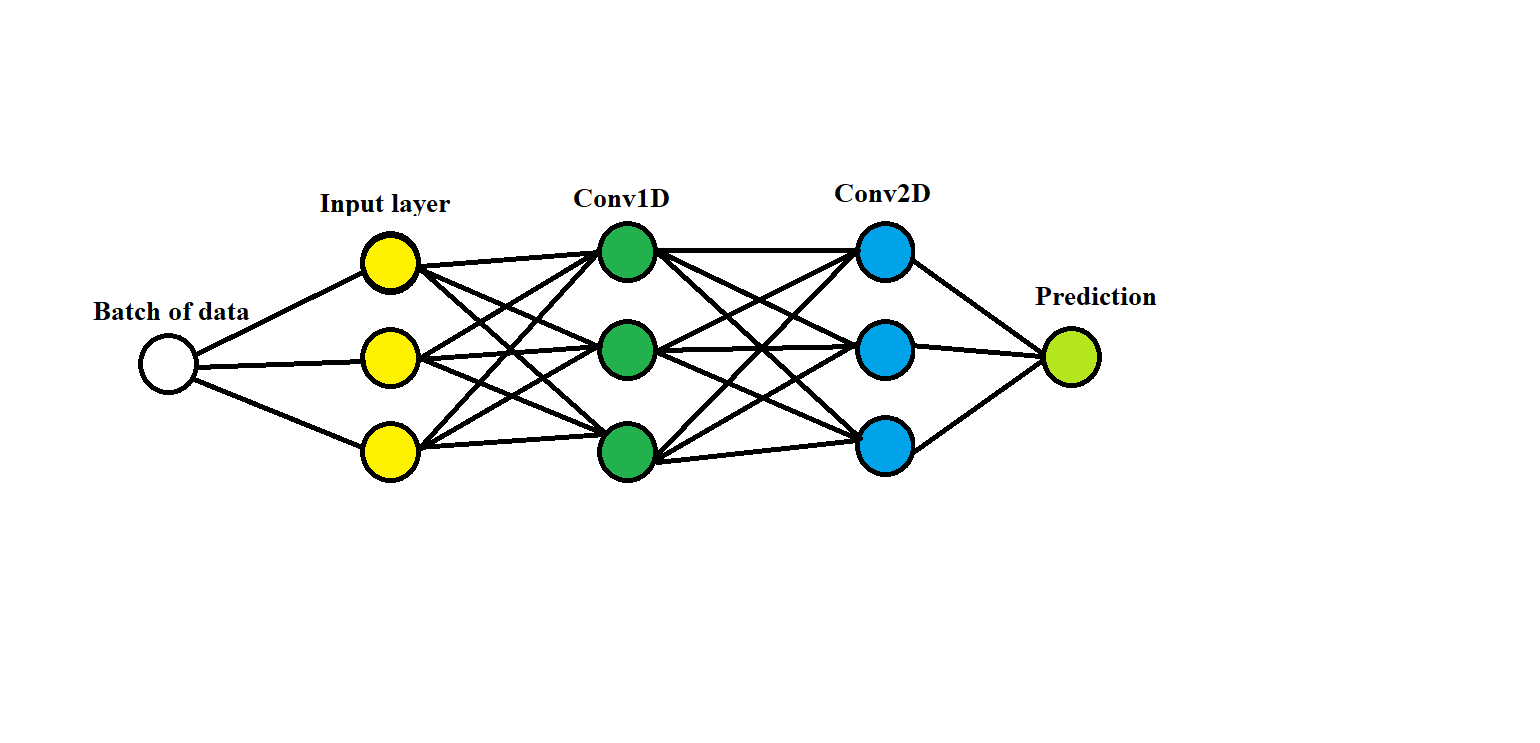 Batch of data
Input layer
Conv1D
Conv2D
Prediction